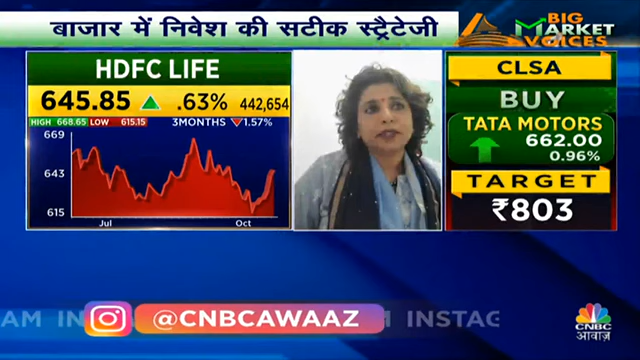 बाजार में निवेश की सटीक स्ट्रैटेजी
BIG
MARKET
VOICES
HDFC LIFE
645.85 .63% 442,654
HIGH 668.65 LOW 615.15 3MONTHS 1.57%
669
643
615
Jul Oct
CLSA
BUY
TATA MOTORS
662.00
0.96%
TARGET
₹803
AM IN
@CNBCAWAAZ
M INSTAG
CNBC
आवाज़